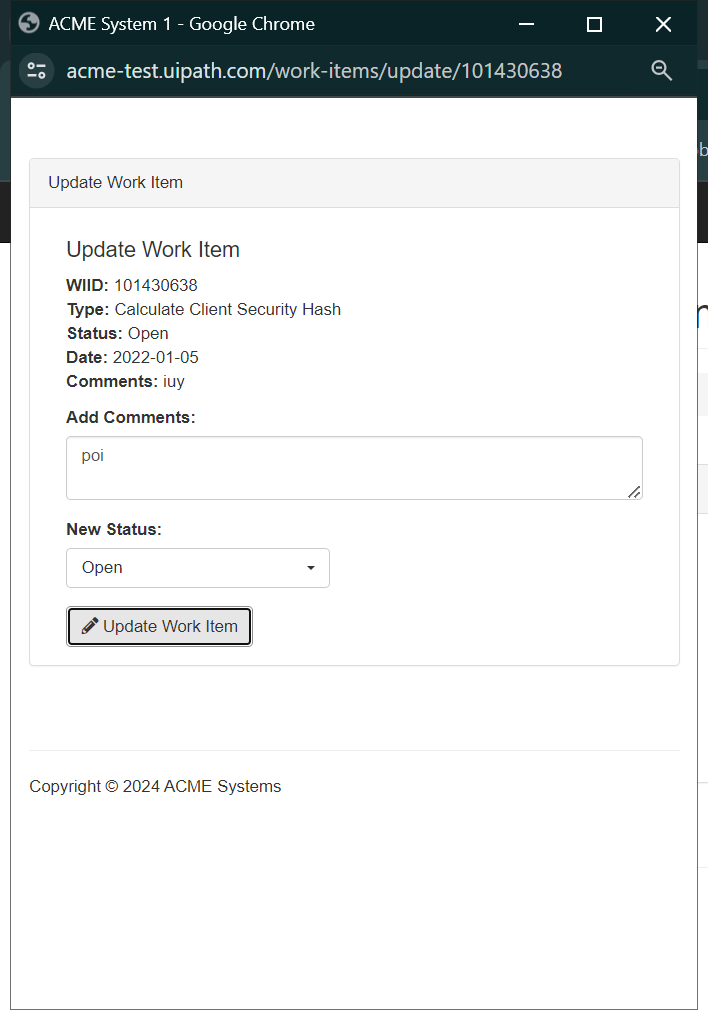 ACME System 1 - Google Chrome
acme-test.uipath.com/work-items/update/101430638
Update Work Item
Update Work Item
WIID: 101430638
Type: Calculate Client Security Hash
Status: Open
Date: 2022-01-05
Comments: iuy
Add Comments:
poi
New Status:
Open
Update Work Item
Copyright © 2024 ACME Systems